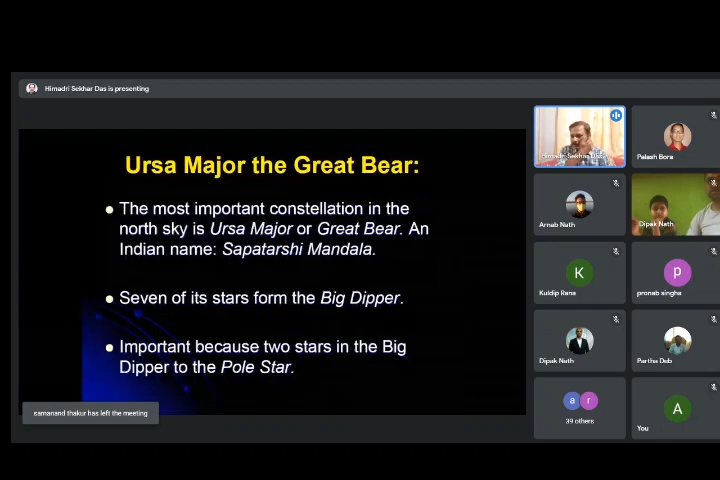 Himadri Sekhar Das is presenting
Ursa Major the Great Bear:
The most important constellation in the
north sky is Ursa Major or Great Bear. An
Indian name: Sapatarshi Mandala.
Seven of its stars form the Big Dipper.
Important because two stars in the Big
Dipper to the Pole Star.
samanand thakur has left the meeting
Himadri Sekhar Das
Palash Bora
Arnab Nath
Dipak Nath
K
Kuldip Rana
p
pronab singha
Dipak Nath
Partha Deb
a r
39 others
A
You